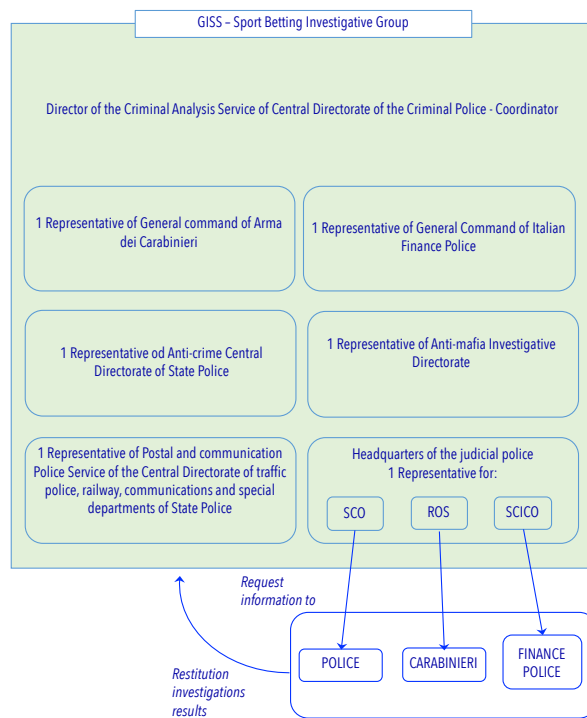 GISS – Sport Betting Investigative Group
Director of the Criminal Analysis Service of Central Directorate of the Criminal Police - Coordinator
1 Representative of General command of Arma
dei Carabinieri
1 Representative of General Command of Italian
Finance Police
1 Representative od Anti-crime Central
Directorate of State Police
1 Representative of Anti-mafia Investigative
Directorate
1 Representative of Postal and communication
Police Service of the Central Directorate of traffic
police, railway, communications and special
departments of State Police
Headquarters of the judicial police
1 Representative for:
SCO
ROS
SCICO
Request
information to
POLICE
CARABINIERI
FINANCE
POLICE
Restitution
investigations
results